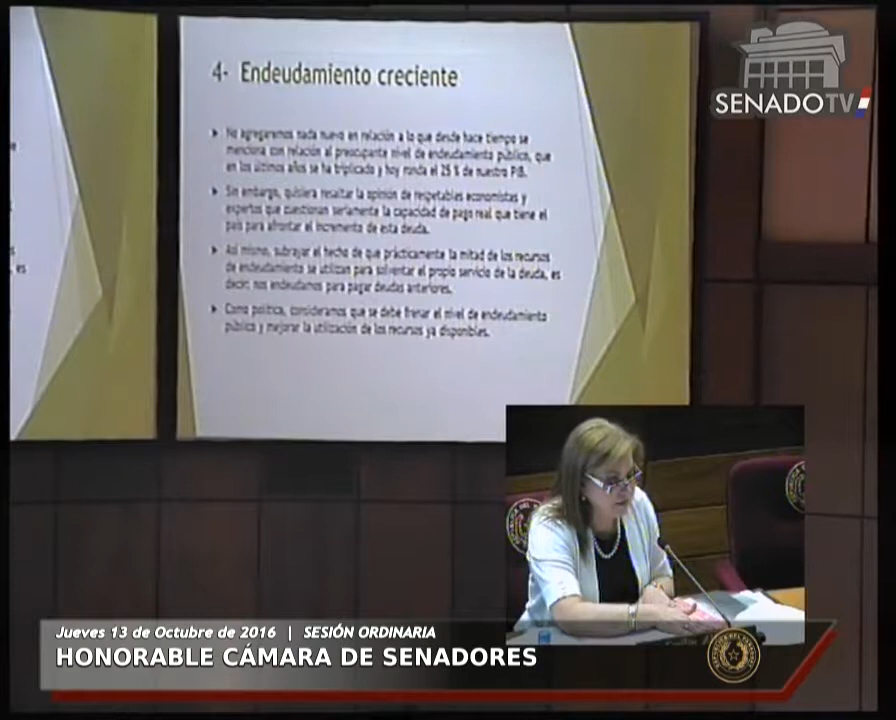 SENADOTV
4- Endeudamiento creciente
No agregaremos nada nuevo en relación a lo que desde hace tiempo se
menciona con relación al preocupante nivel de endeudamiento público, que
en los últimos años se ha triplicado y hoy ronda el 25 % de nuestro PIB.
Sin embargo, quisiera resaltar la opinión de respetables economistas y
expertos que cuestionan seriamente la capacidad de pago real que tiene el
país para afrontar el incremento de esta deuda.
Así mismo, subrayar el hecho de que prácticamente la mitad de los recursos
de endeudamiento se utilizan para solventar el propio servicio de la deuda, es
decir, nos endeudamos para pagar deudas anteriores.
Como política, consideramos que se debe frenar el nivel de endeudamiento
público y mejorar la utilización de los recursos ya disponibles.
es
Jueves 13 de Octubre de 2016 | SESIÓN ORDINARIA
HONORABLE CÁMARA DE SENADORES